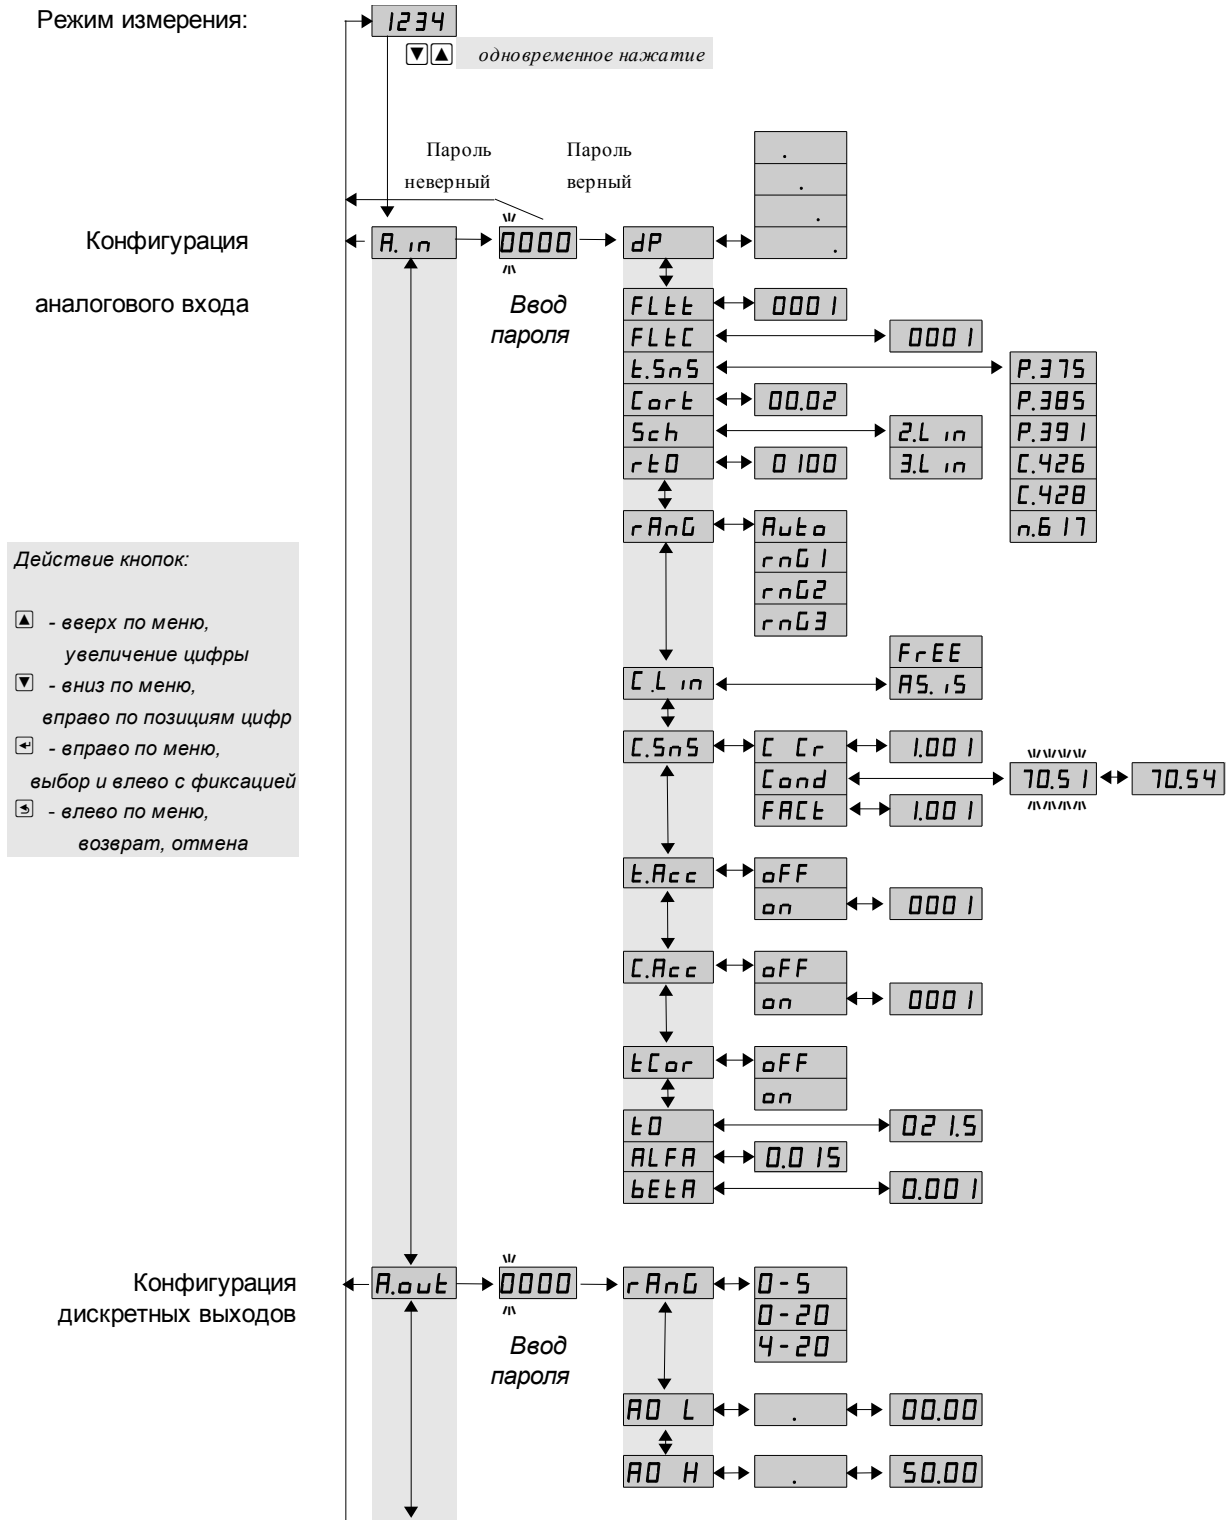 Режим измерения:
1234
одновременное нажатие
Пароль неверный
Пароль верный
Конфигурация
аналогового входа
A. in
0000
Ввод
пароля
dP
.
.
.
.
FLtt
0001
FLtC
0001
t.SnS
P.375
P.385
P.391
C.426
C.428
n.617
Cort
00.02
Sch
2.L in
3.L in
rt0
0100
rAnG
Auto
rnG1
rnG2
rnG3
C.L in
FrEE
AS. iS
C.SnS
C Cr
1.001
Cond
70.51
70.54
FACt
1.001
t.Acc
oFF
on
0001
C.Acc
oFF
on
0001
tCor
oFF
on
t0
021.5
ALFA
0.015
bEtA
0.001
Действие кнопок:
- вверх по меню,
увеличение цифры
- вниз по меню,
вправо по позициям цифр
- вправо по меню,
выбор и влево с фиксацией
- влево по меню,
возврат, отмена
Конфигурация
дискретных выходов
A.out
0000
Ввод
пароля
rAnG
0-5
0-20
4-20
A0 L
.
00.00
A0 H
.
50.00